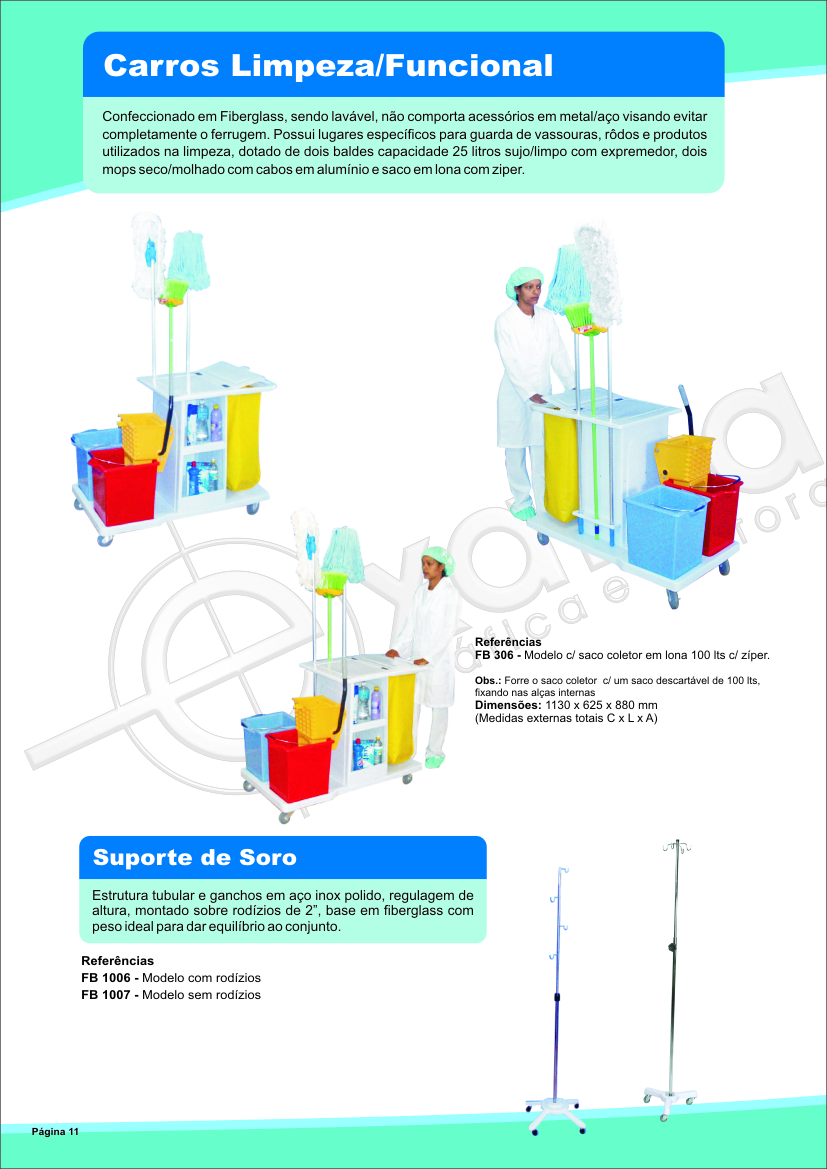 Carros Limpeza/Funcional
Confeccionado em Fiberglass, sendo lavável, não comporta acessórios em metal/aço visando evitar
completamente o ferrugem. Possui lugares específicos para guarda de vassouras, rôdos e produtos
utilizados na limpeza, dotado de dois baldes capacidade 25 litros sujo/limpo com expremedor, dois
mops seco/molhado com cabos em alumínio e saco em lona com ziper.
Referências
FB 306 - Modelo c/ saco coletor em lona 100 lts c/ zíper.
Obs.: Forre o saco coletor c/ um saco descartável de 100 lts,
fixando nas alças internas
Dimensões: 1130 x 625 x 880 mm
(Medidas externas totais C x L x A)
Suporte de Soro
Estrutura tubular e ganchos em aço inox polido, regulagem de
altura, montado sobre rodízios de 2”, base em fiberglass com
peso ideal para dar equilíbrio ao conjunto.
Referências
FB 1006 - Modelo com rodízios
FB 1007 - Modelo sem rodízios
Página 11